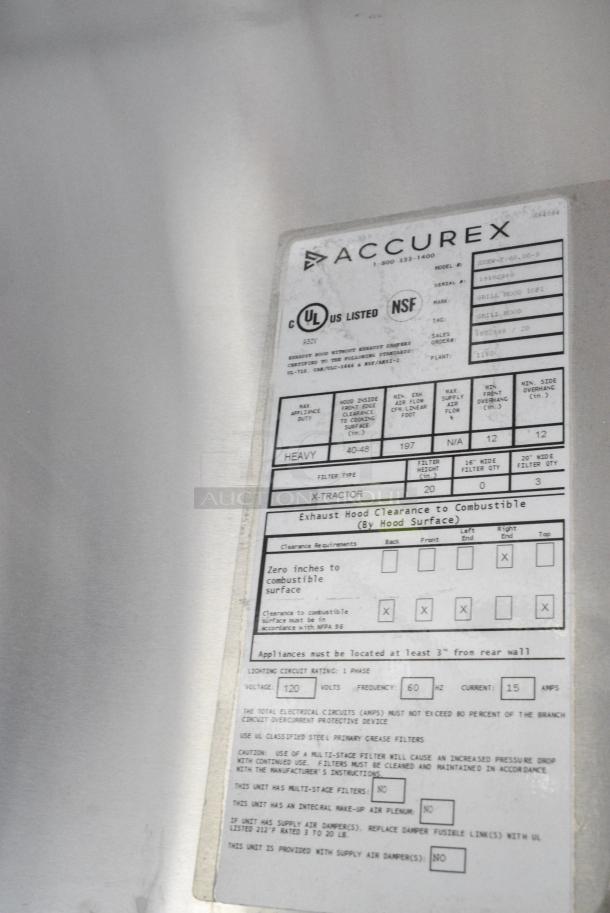 ACCUREX
1-800 333-1400
C UL US LISTED
NSF
MODEL #:
SERIAL #:
MARK:
GRILL HOOD
TAG:
GRILL HOOD
SALES ORDER#:
PLANT:
EXHAUST HOOD WITHOUT EXHAUST DAMPERS
CERTIFIED TO THE FOLLOWING STANDARDS:
MAX APPLIANCE DUTY
HOOD INSIDE FRONT EDGE CLEARANCE TO COOKING SURFACE (in.)
MIN. EXH. AIR FLOW CFM/LINEAR FOOT
MAX. SUPPLY AIR FLOW %
MIN FRONT OVERHANG (in.)
MIN. SIDE OVERHANG (in.)
HEAVY 40-48 197 N/A 12 12
FILTER TYPE
FILTER HEIGHT (in.)
16" WIDE FILTER QTY
20" WIDE FILTER QTY
X-TRACTOR 20 0 3
AUCTION GROUP
Exhaust Hood Clearance to Combustible
(By Hood Surface)
Clearance Requirements Back Front Left End Right End Top
Zero inches to
combustible
surface
X
Clearance to combustible
surface must be in
accordance with NFPA 96
X X X X
Appliances must be located at least 3" from rear wall
LIGHTING CIRCUIT RATING: 1 PHASE
VOLTAGE: 120 VOLTS FREQUENCY: 60 HZ CURRENT: 15 AMPS
THE TOTAL ELECTRICAL CIRCUITS (AMPS) MUST NOT EXCEED 80 PERCENT OF THE BRANCH
CIRCUIT OVERCURRENT PROTECTIVE DEVICE
USE UL CLASSIFIED STEEL PRIMARY GREASE FILTERS
CAUTION: USE OF A MULTI-STAGE FILTER WILL CAUSE AN INCREASED PRESSURE DROP
WITH CONTINUED USE. FILTERS MUST BE CLEANED AND MAINTAINED IN ACCORDANCE
WITH THE MANUFACTURER'S INSTRUCTIONS.
THIS UNIT HAS MULTI-STAGE FILTERS: NO
THIS UNIT HAS AN INTEGRAL MAKE-UP AIR PLENUM: NO
IF UNIT HAS SUPPLY AIR DAMPER(S), REPLACE DAMPER FUSIBLE LINK(S) WITH UL
LISTED 212°F RATED 3 TO 20 LB.
THIS UNIT IS PROVIDED WITH SUPPLY AIR DAMPER(S): NO